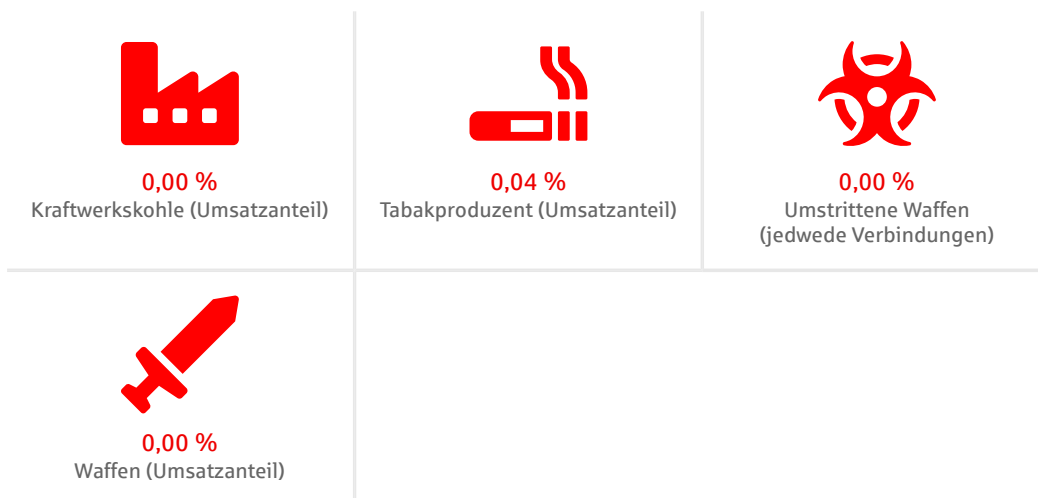 0,00 %
Kraftwerkskohle (Umsatzanteil)
0,04 %
Tabakproduzent (Umsatzanteil)
0,00 %
Umstrittene Waffen
(jedwede Verbindungen)
0,00 %
Waffen (Umsatzanteil)